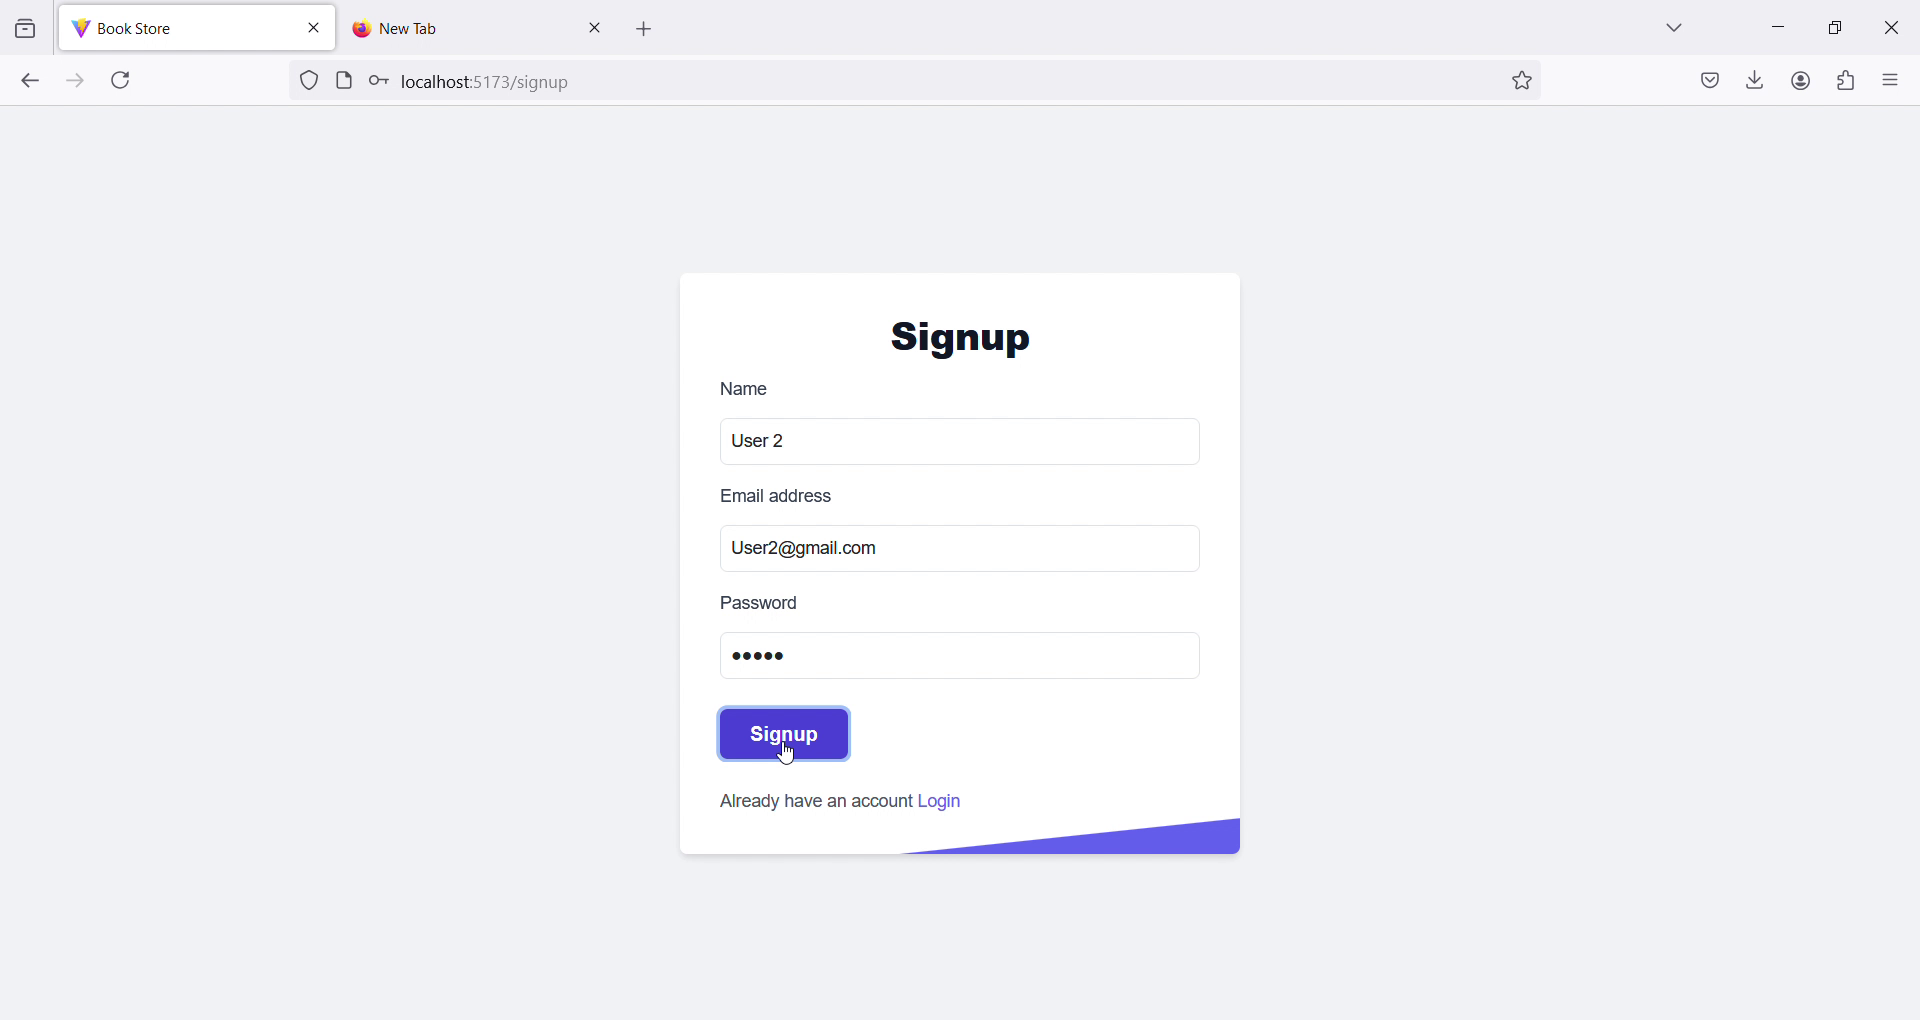 Book Store
New Tab
localhost:5173/signup
Signup
Name
User 2
Email address
User2@gmail.com
Password
•••••
Signup
Already have an account Login